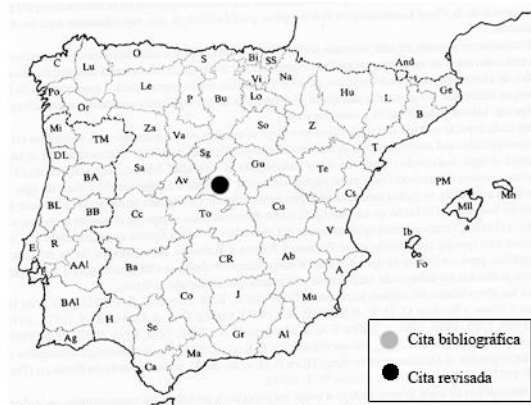 O
S
Bi
SS
C
Lu
Vi
Na
And
Le
Po
Or
P
Bu
Lo
Hu
L
Ge
B
Mi
TM
Za
Va
So
Z
T
DL
Sg
Sa
Av
Gu
Te
BA
PM
Mn
Cs
Mll
BL
BB
Cc
To
Cu
V
Ib
Fo
E
R
AAl
Ba
CR
Ab
A
BAl
Co
J
Mu
H
Se
Ag
Gr
Al
Ca
Ma
Cita bibliográfica
Cita revisada